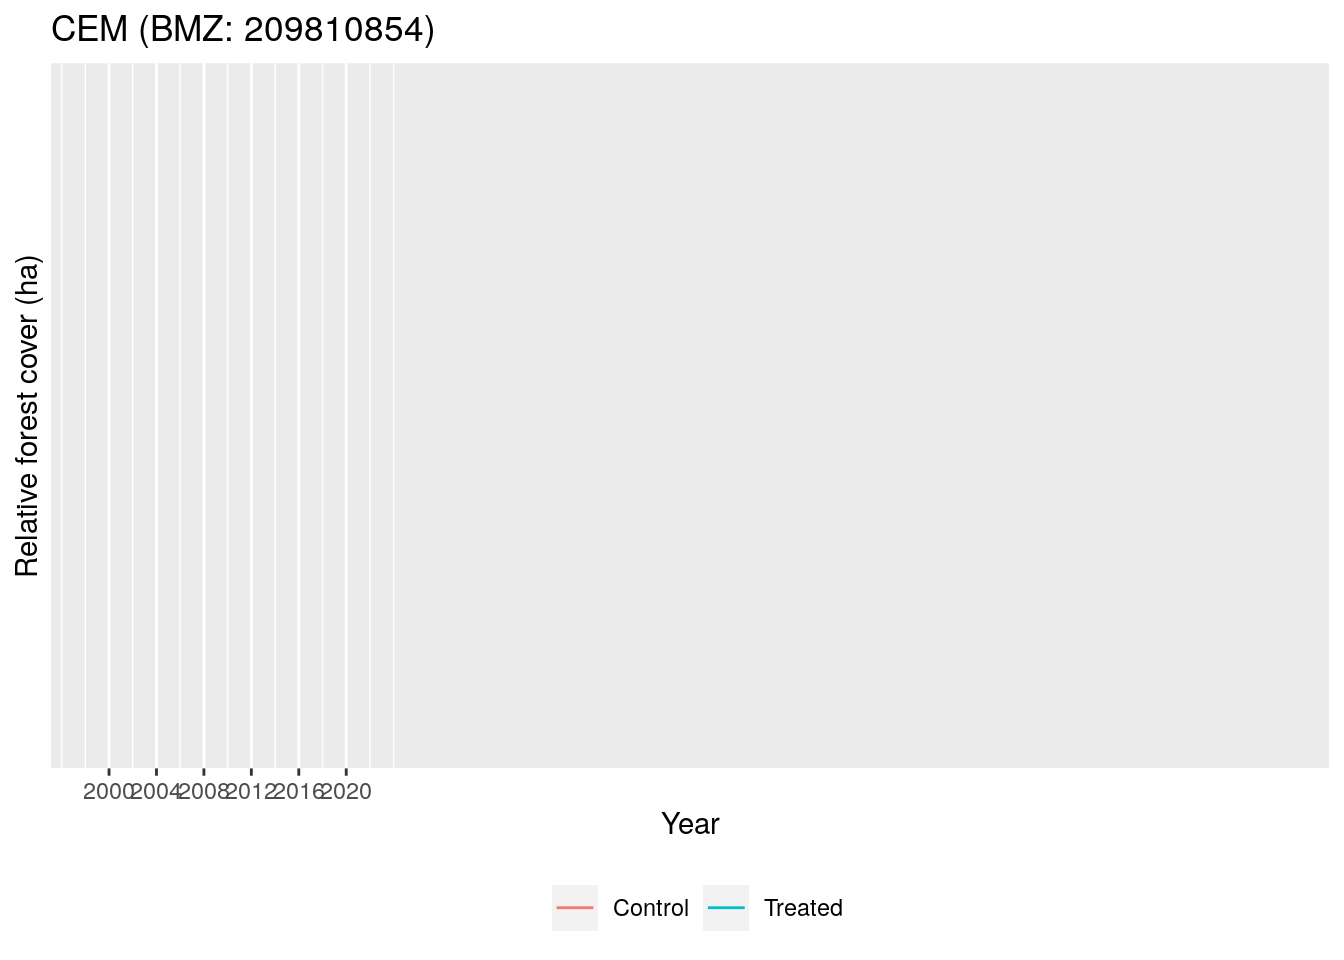 CEM (BMZ: 209810854)
Relative forest cover (ha)
2000 2004 2008 2012 2016 2020
Year
Control Treated